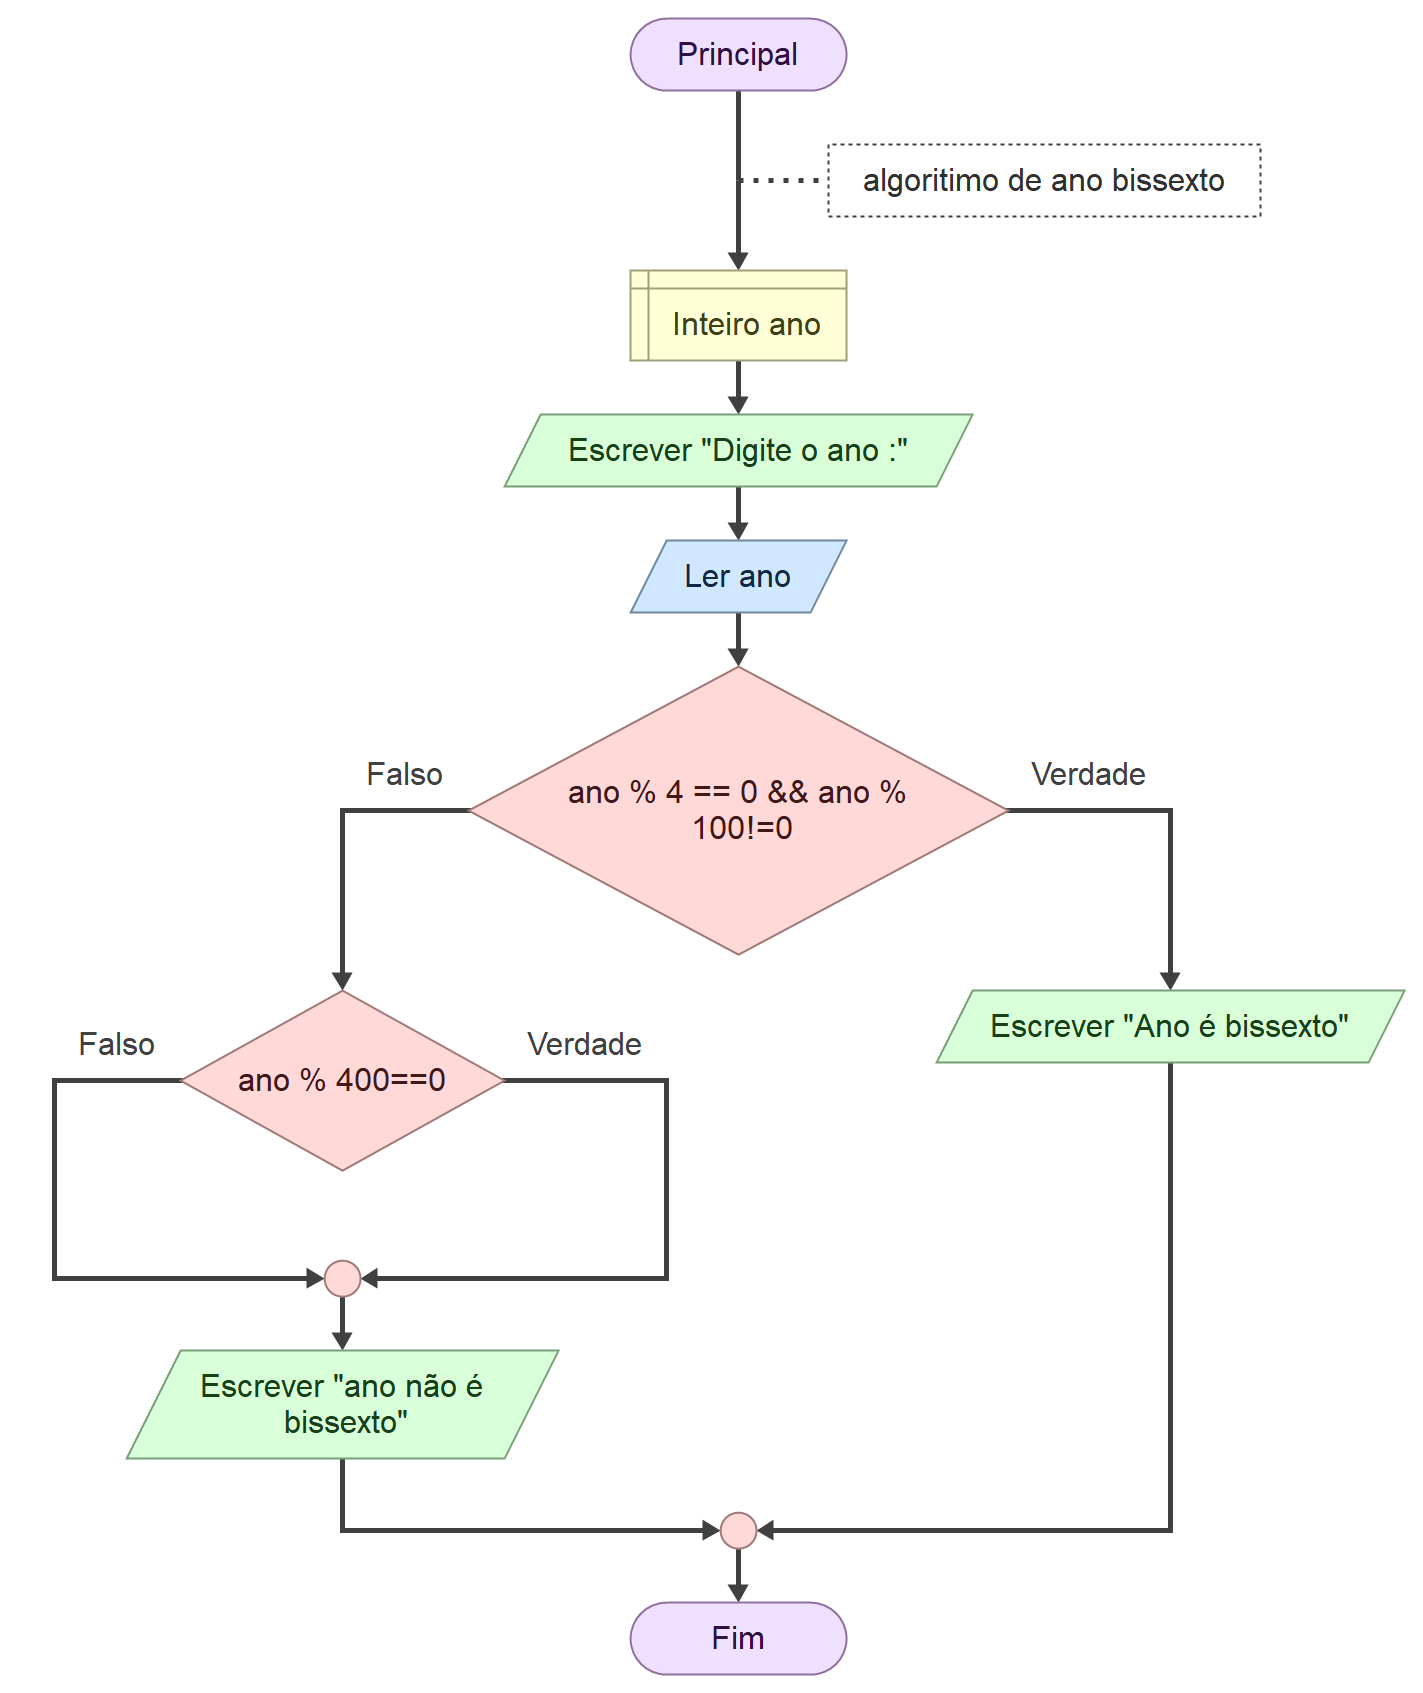 Principal
algoritimo de ano bissexto
Inteiro ano
Escrever "Digite o ano :"
Ler ano
Falso
Verdade
ano % 4 == 0 && ano %
100!=0
Falso
Verdade
ano % 400==0
Escrever "Ano é bissexto"
Escrever "ano não é
bissexto"
Fim